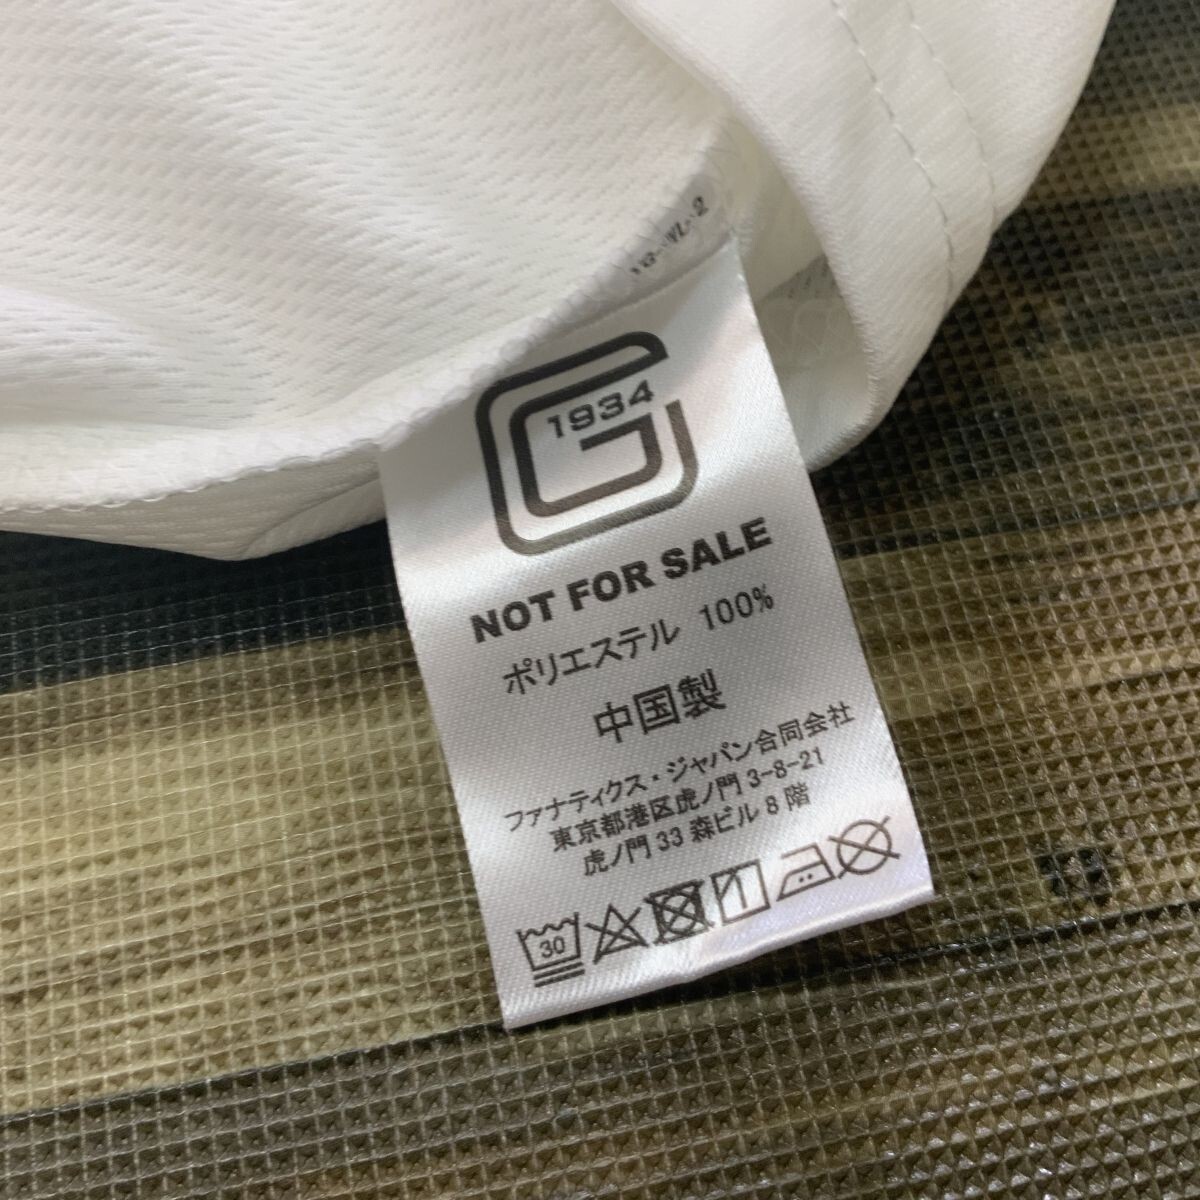 1934
NOT FOR SALE
ポリエステル 100%
中国製
ファナティクス・ジャパン合同会社
東京都港区虎ノ門 3-8-21
虎ノ門 33 森ビル 8 階
30